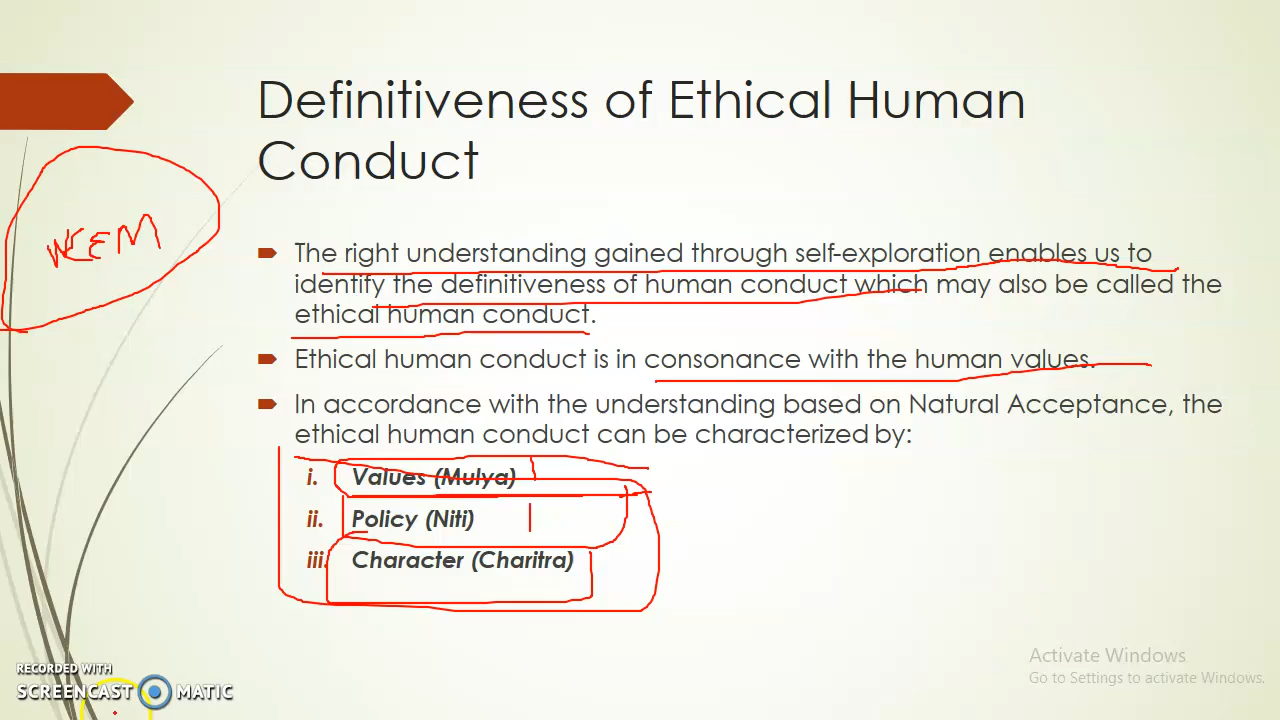 Definitiveness of Ethical Human
Conduct
NEEM
The right understanding gained through self-exploration enables us to
identify the definitiveness of human conduct which may also be called the
ethical human conduct.
Ethical human conduct is in consonance with the human values.
In accordance with the understanding based on Natural Acceptance, the
ethical human conduct can be characterized by:
i. Values (Mulya)
ii. Policy (Niti)
iii. Character (Charitra)
Activate Windows
Go to Settings to activate Windows.
RECORDED WITH
SCREENCAST MATIC